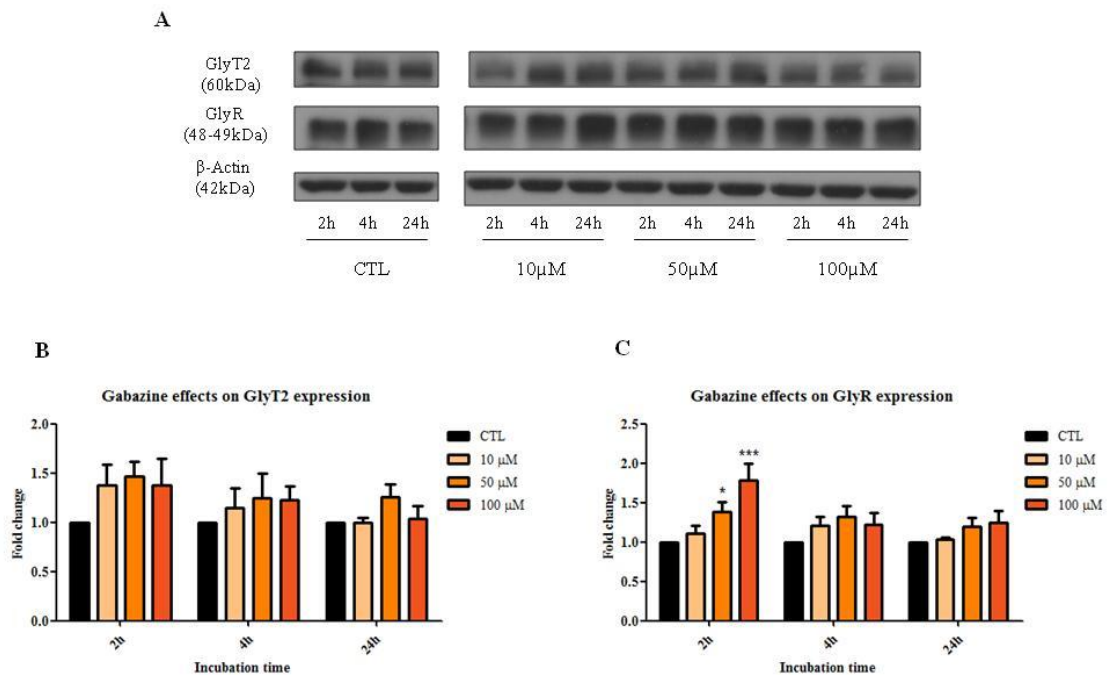 A
GlyT2
(60kDa)
GlyR
(48-49kDa)
β-Actin
(42kDa)
2h 4h 24h 2h 4h 24h 2h 4h 24h 2h 4h 24h
CTL 10µM 50µM 100µM
B
Gabazine effects on GlyT2 expression
2.0
1.5
1.0
0.5
0.0
Fold change
2h 4h 24h
Incubation time
CTL
10 µM
50 µM
100 µM
C
Gabazine effects on GlyR expression
2.5
2.0
1.5
1.0
0.5
0.0
Fold change
* ***
2h 4h 24h
Incubation time
CTL
10 µM
50 µM
100 µM